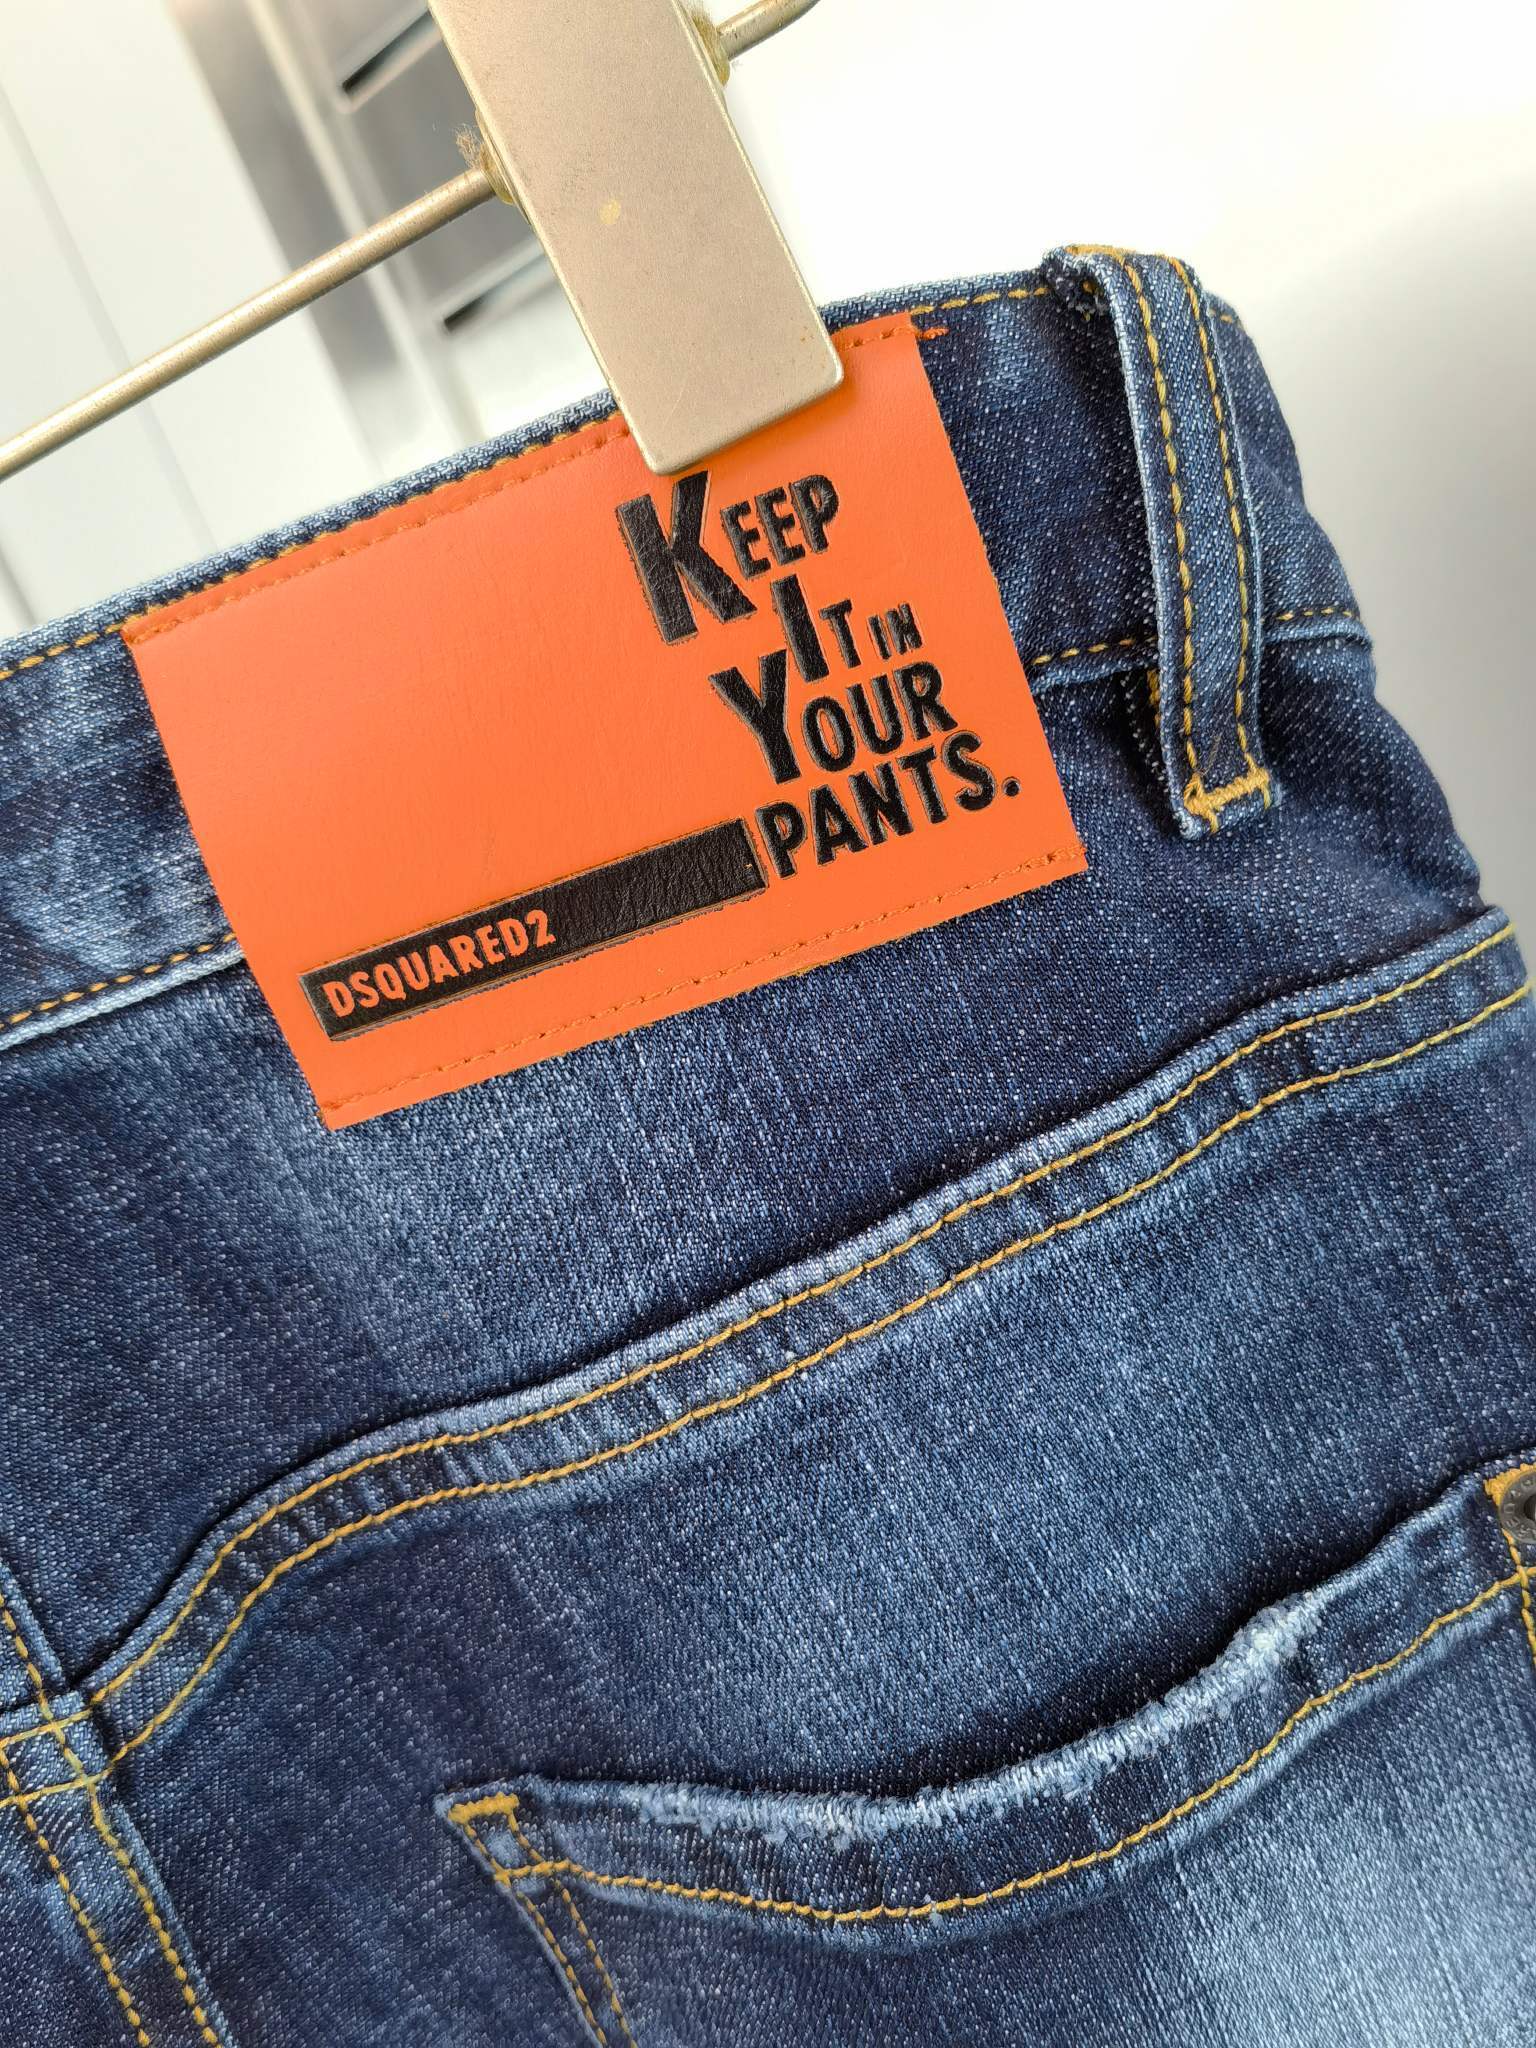 KEEP
IT IN
YOUR
PANTS.
DSQUARED2